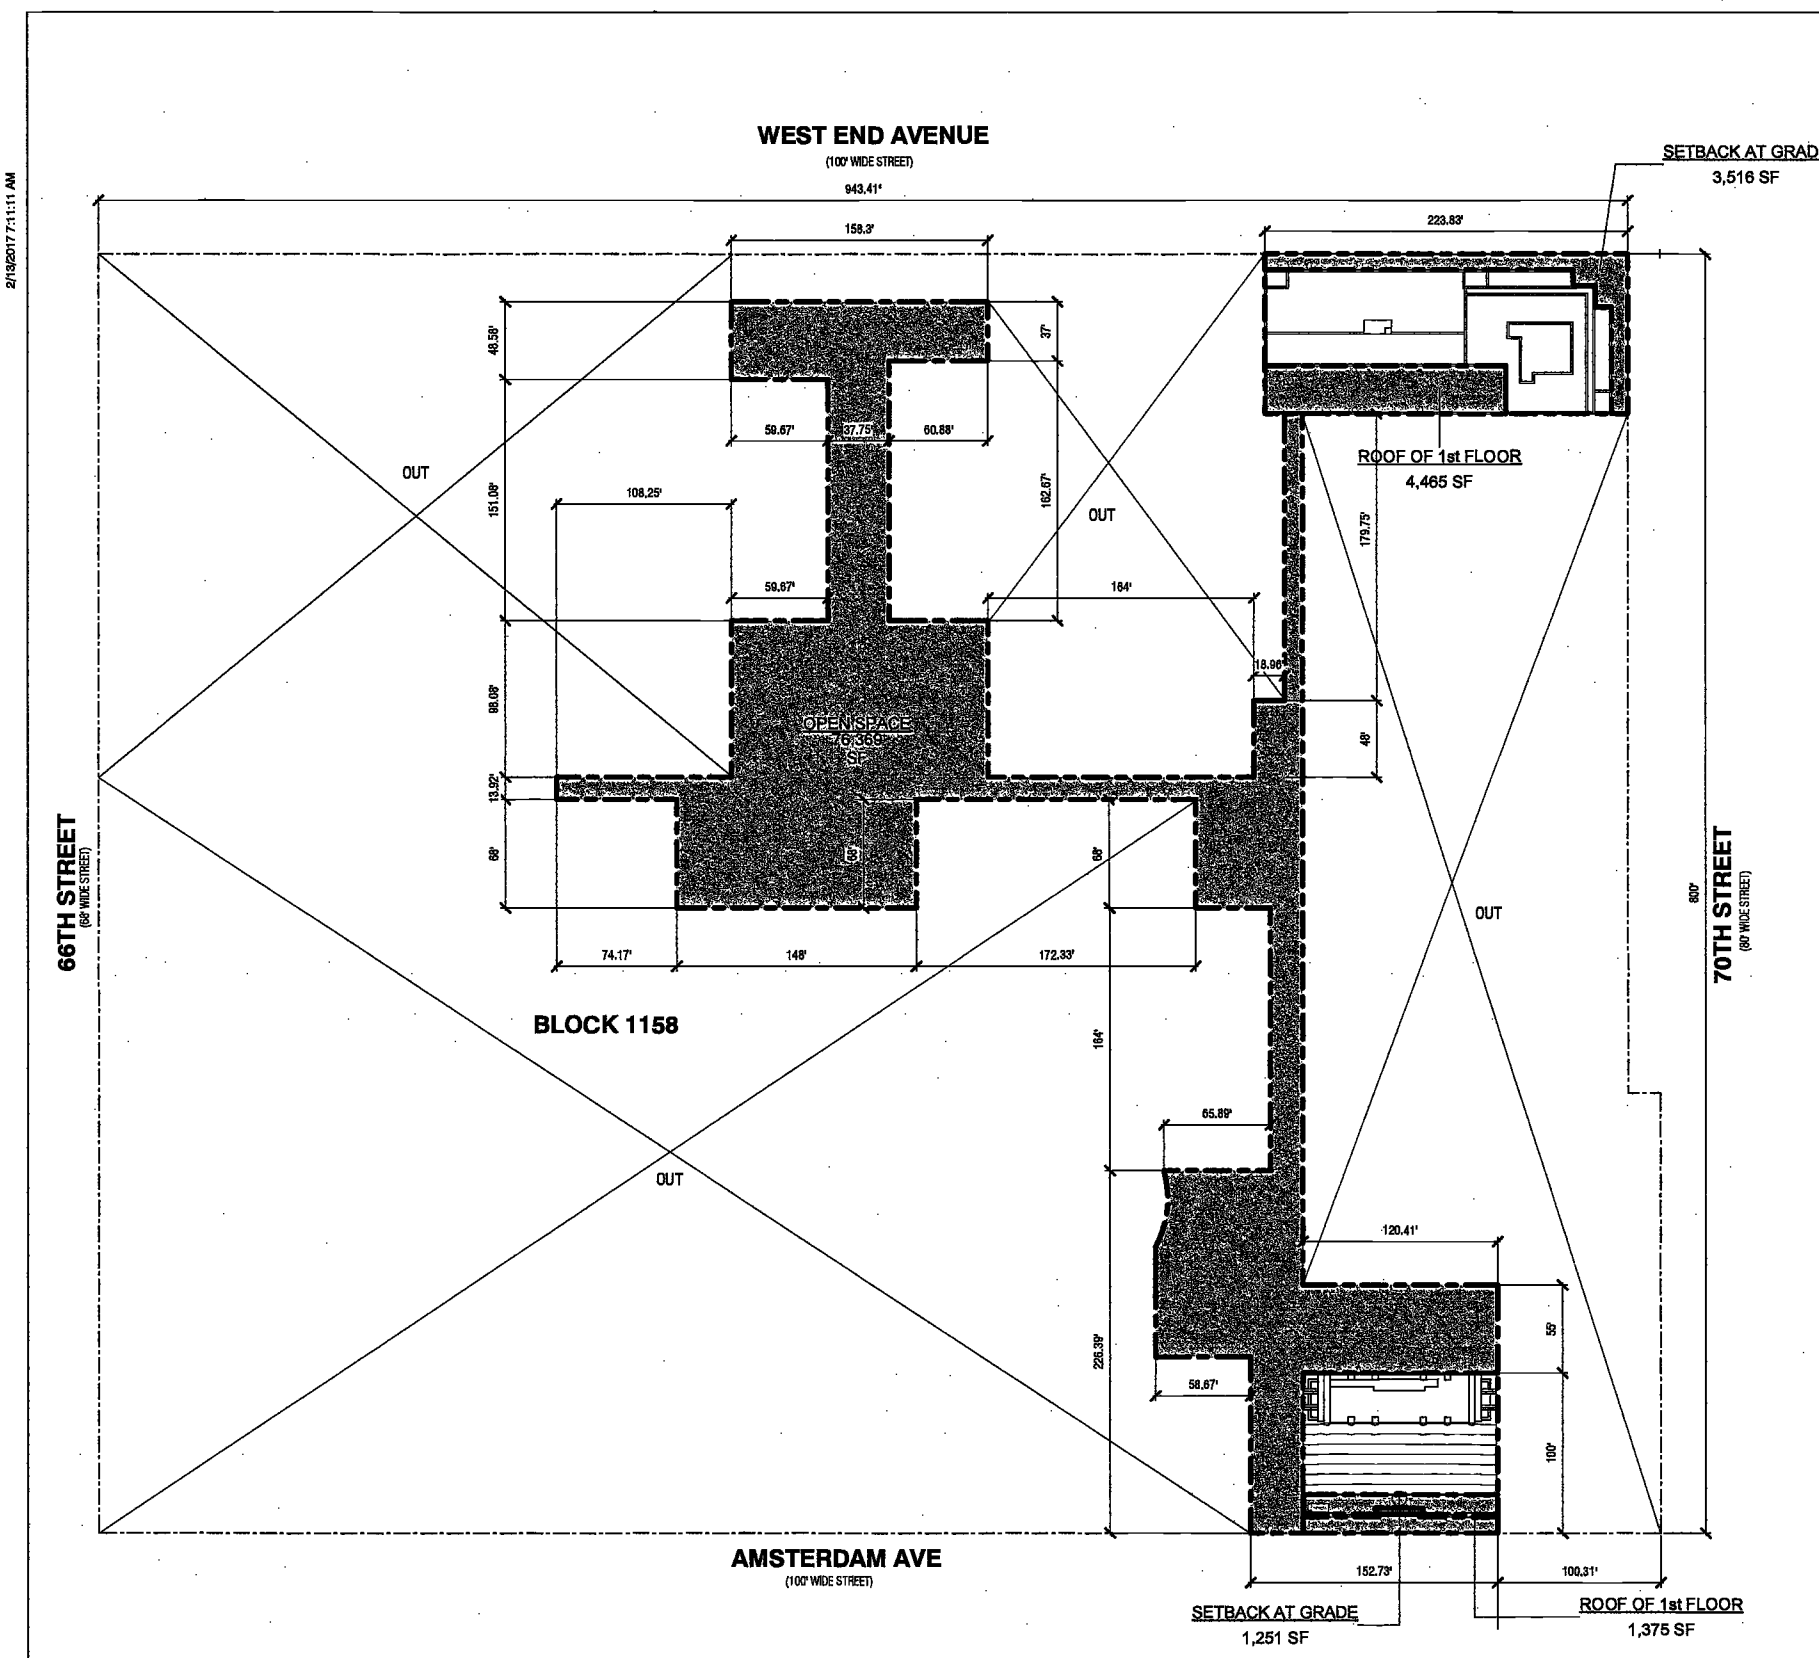 2/13/2017 7:11:11 AM
WEST END AVENUE
(100' WIDE STREET)
SETBACK AT GRAD
3,516 SF
943.41'
223.83'
158.3'
48.58'
37'
59.67'
37.75'
60.88'
ROOF OF 1st FLOOR
4,465 SF
OUT
108.25'
151.08'
162.67'
OUT
179.75'
59.67'
164'
18.96'
98.08'
OPEN SPACE
76,369
SF
48'
13.92'
66TH STREET
(68' WIDE STREET)
68'
68'
800'
70TH STREET
(80' WIDE STREET)
OUT
74.17'
148'
172.33'
BLOCK 1158
164'
65.89'
OUT
120.41'
55'
226.39'
58.67'
100'
AMSTERDAM AVE
(100' WIDE STREET)
152.73'
100.31'
SETBACK AT GRADE
1,251 SF
ROOF OF 1st FLOOR
1,375 SF